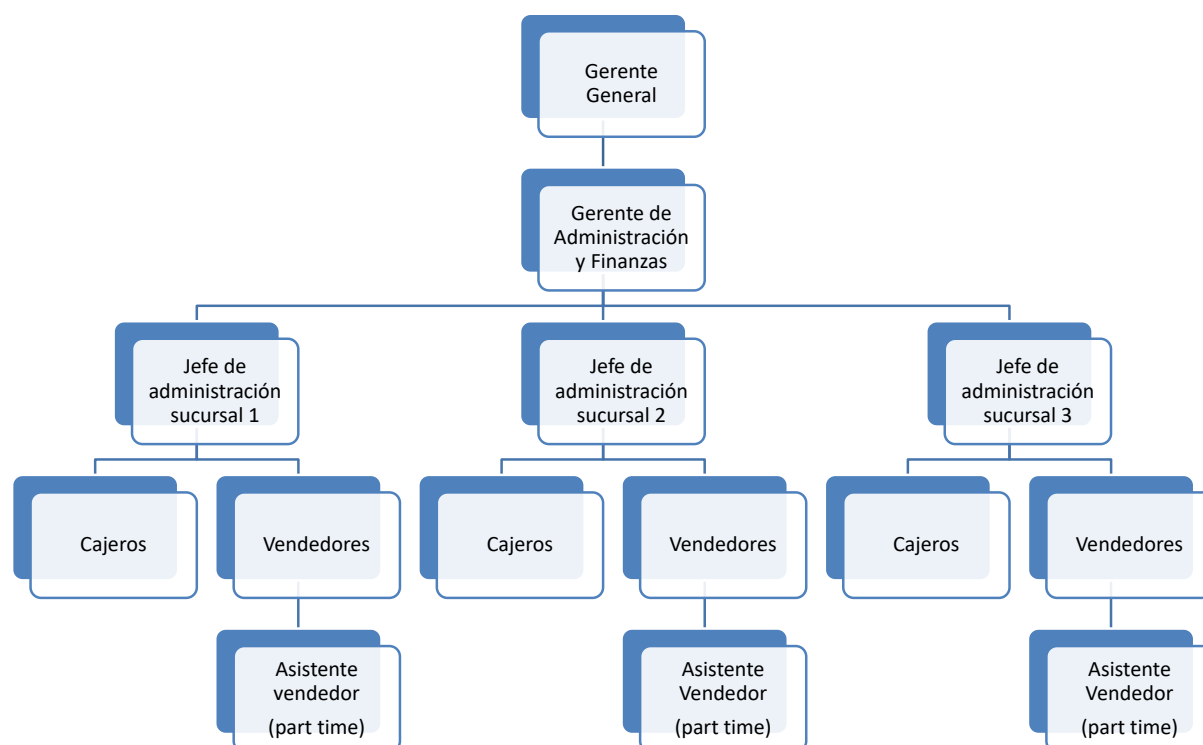 Gerente
General
Gerente de
Administración
y Finanzas
Jefe de
administración
sucursal 1
Jefe de
administración
sucursal 2
Jefe de
administración
sucursal 3
Cajeros
Vendedores
Cajeros
Vendedores
Cajeros
Vendedores
Asistente
vendedor
(part time)
Asistente
Vendedor
(part time)
Asistente
Vendedor
(part time)